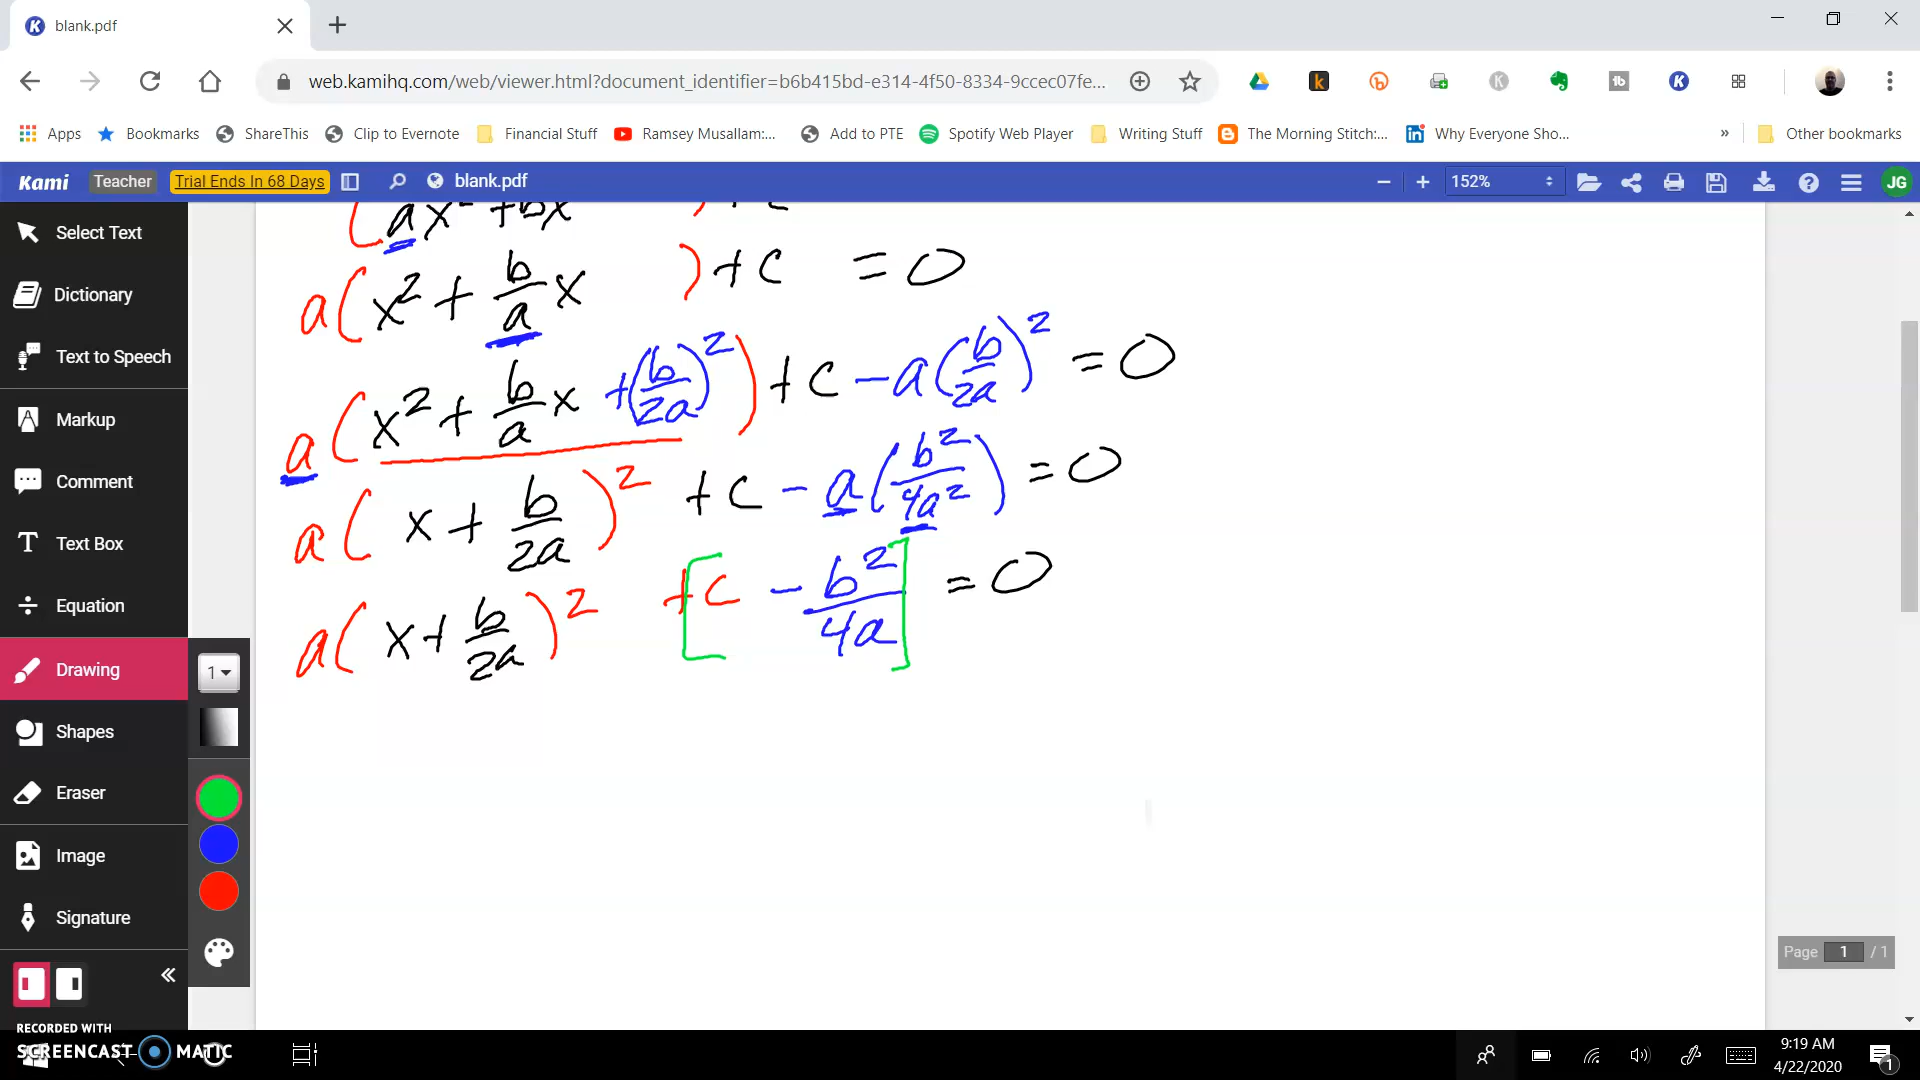 blank.pdf
web.kamihq.com/web/viewer.html?document_identifier=b6b415bd-e314-4f50-8334-9ccec07fe...
Apps Bookmarks ShareThis Clip to Evernote Financial Stuff Ramsey Musallam:... Add to PTE Spotify Web Player Writing Stuff The Morning Stitch:... Why Everyone Sho... » Other bookmarks
Kami Teacher Trial Ends In 68 Days blank.pdf 152% JG
Select Text
Dictionary
Text to Speech
Markup
Comment
Text Box
Equation
Drawing
Shapes
Eraser
Image
Signature
1
(ax² + bx ) + c
a(x² + b/a x ) + c = 0
a(x² + b/a x + (b/2a)²) + c - a(b/2a)² = 0
a(x + b/2a)² + c - a(b²/4a²) = 0
a(x + b/2a)² +[c - b²/4a] = 0
Page 1 / 1
RECORDED WITH
SCREENCAST MATIC
9:19 AM
4/22/2020
1